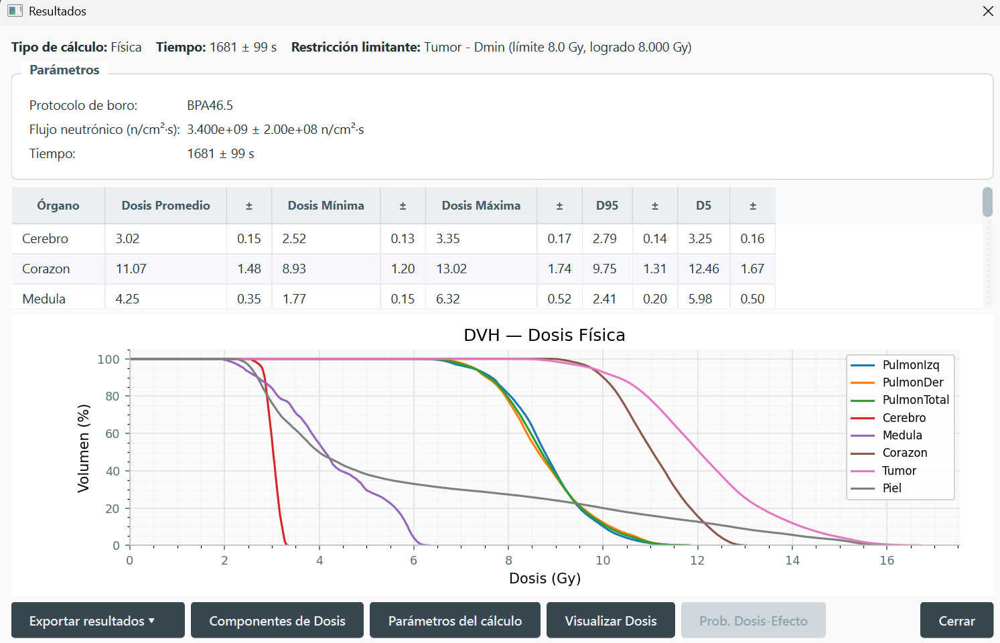 Resultados
Tipo de cálculo: Física Tiempo: 1681 ± 99 s Restricción limitante: Tumor - Dmin (límite 8.0 Gy, logrado 8.000 Gy)
Parámetros
Protocolo de boro: BPA46.5
Flujo neutrónico (n/cm²·s): 3.400e+09 ± 2.00e+08 n/cm²·s
Tiempo: 1681 ± 99 s
Órgano Dosis Promedio ± Dosis Mínima ± Dosis Máxima ± D95 ± D5 ±
Cerebro 3.02 0.15 2.52 0.13 3.35 0.17 2.79 0.14 3.25 0.16
Corazon 11.07 1.48 8.93 1.20 13.02 1.74 9.75 1.31 12.46 1.67
Medula 4.25 0.35 1.77 0.15 6.32 0.52 2.41 0.20 5.98 0.50
DVH — Dosis Física
Volumen (%)
100
80
60
40
20
0
0 2 4 6 8 10 12 14 16
Dosis (Gy)
PulmonIzq
PulmonDer
PulmonTotal
Cerebro
Medula
Corazon
Tumor
Piel
Exportar resultados ▾ Componentes de Dosis Parámetros del cálculo Visualizar Dosis Prob. Dosis-Efecto Cerrar